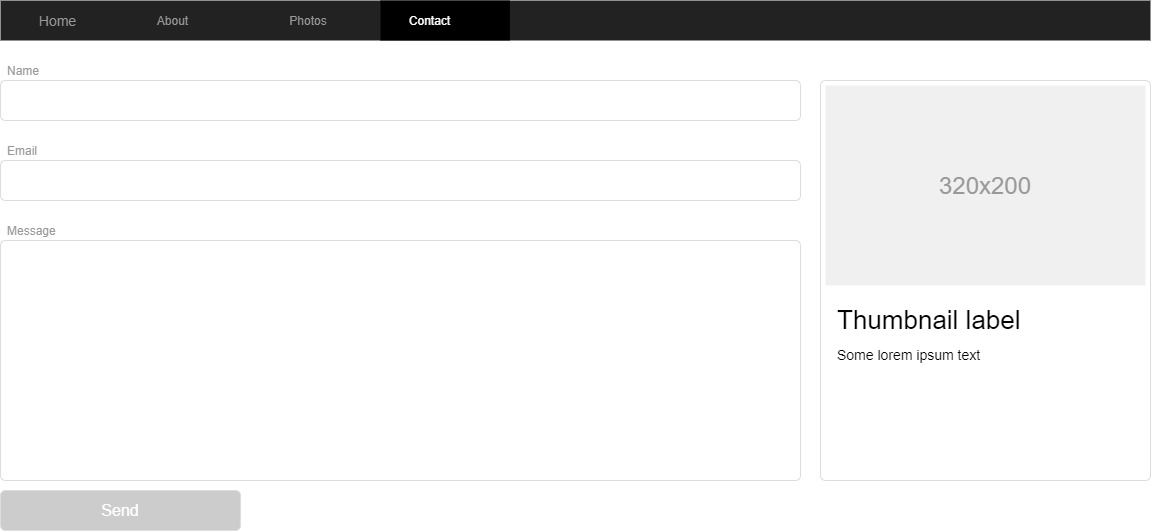 Home About Photos Contact
Name
Email
Message
320x200
Thumbnail label
Some lorem ipsum text
Send